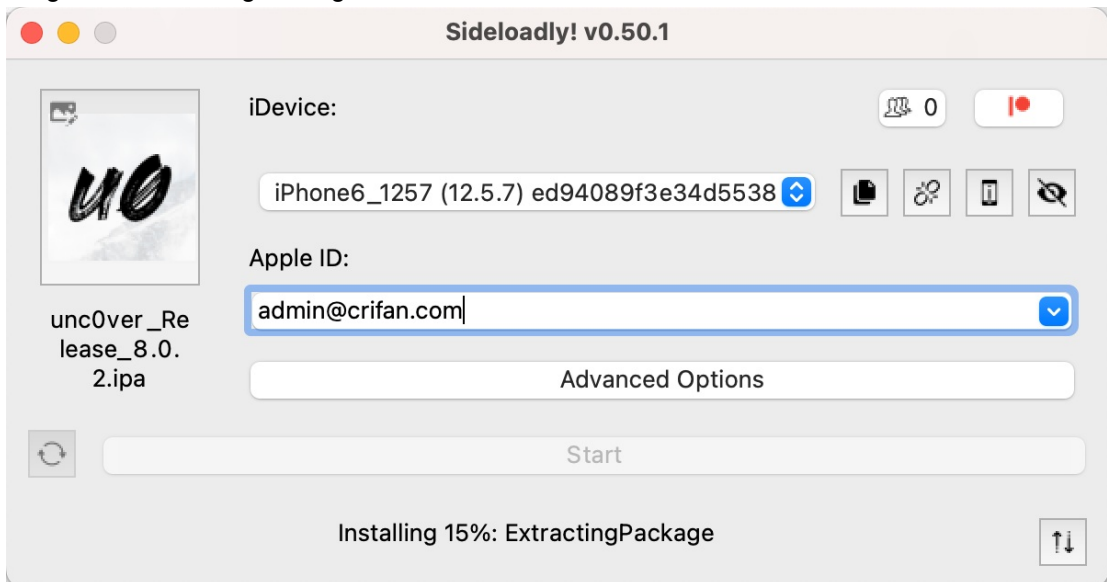 Sideloadly! v0.50.1
iDevice:
0
u0
iPhone6_1257 (12.5.7) ed94089f3e34d5538
Apple ID:
admin@crifan.com
unc0ver_Re
lease_8.0.
2.ipa
Advanced Options
Start
Installing 15%: ExtractingPackage